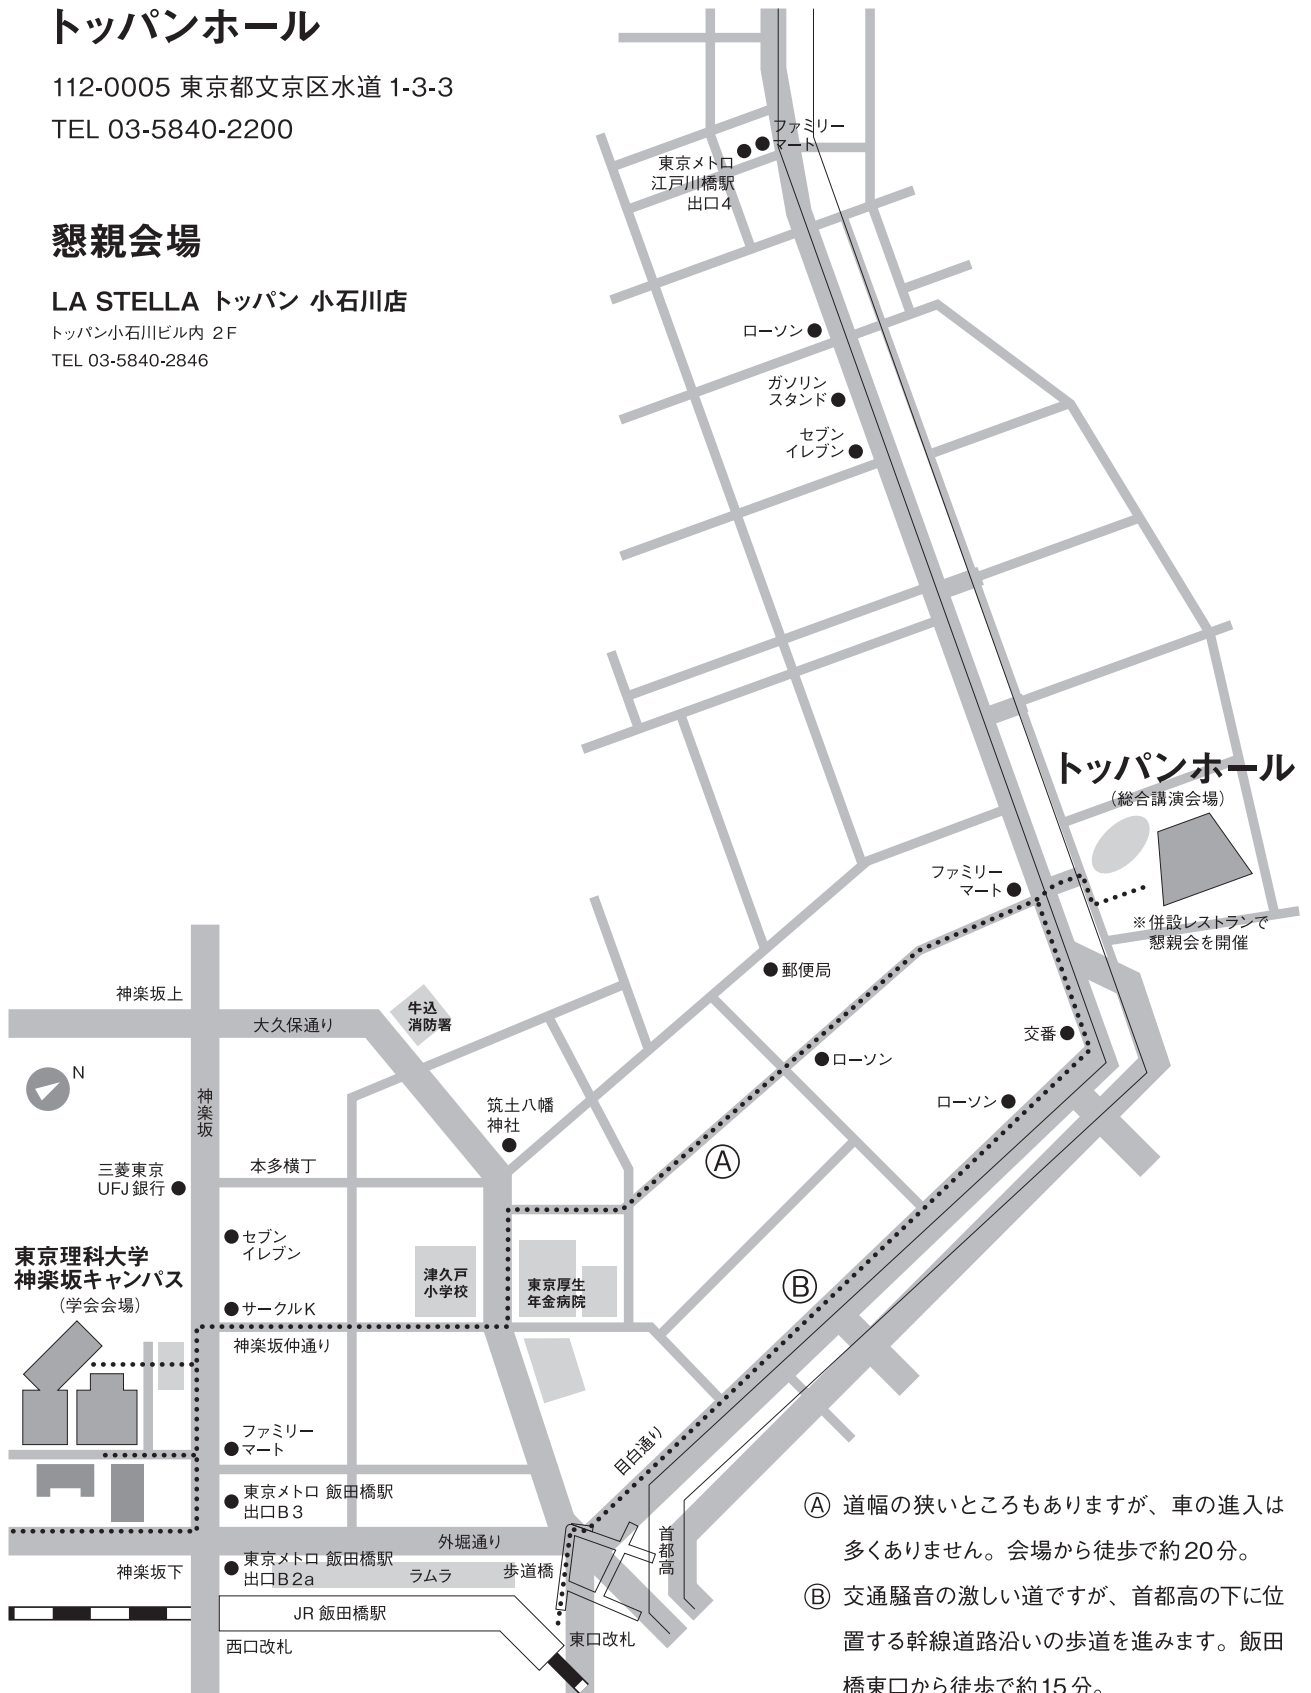 トッパンホール
112-0005 東京都文京区水道 1-3-3
TEL 03-5840-2200
懇親会場
LA STELLA トッパン 小石川店
トッパン小石川ビル内 2F
TEL 03-5840-2846
ファミリー
マート
東京メトロ
江戸川橋駅
出口4
ローソン
ガソリン
スタンド
セブン
イレブン
トッパンホール
(総合講演会場)
ファミリー
マート
※併設レストランで
懇親会を開催
郵便局
神楽坂上
大久保通り
牛込
消防署
交番
ローソン
N
神楽坂
筑土八幡
神社
ローソン
三菱東京
UFJ銀行
本多横丁
Ⓐ
セブン
イレブン
東京理科大学
神楽坂キャンパス
(学会会場)
津久戸
小学校
東京厚生
年金病院
Ⓑ
サークルK
神楽坂仲通り
ファミリー
マート
目白通り
東京メトロ 飯田橋駅
出口B3
外堀通り
首都高
神楽坂下
東京メトロ 飯田橋駅
出口B2a
ラムラ
歩道橋
JR 飯田橋駅
西口改札
東口改札
Ⓐ 道幅の狭いところもありますが、車の進入は
多くありません。会場から徒歩で約20分。
Ⓑ 交通騒音の激しい道ですが、首都高の下に位
置する幹線道路沿いの歩道を進みます。飯田
橋東口から徒歩で約15分。